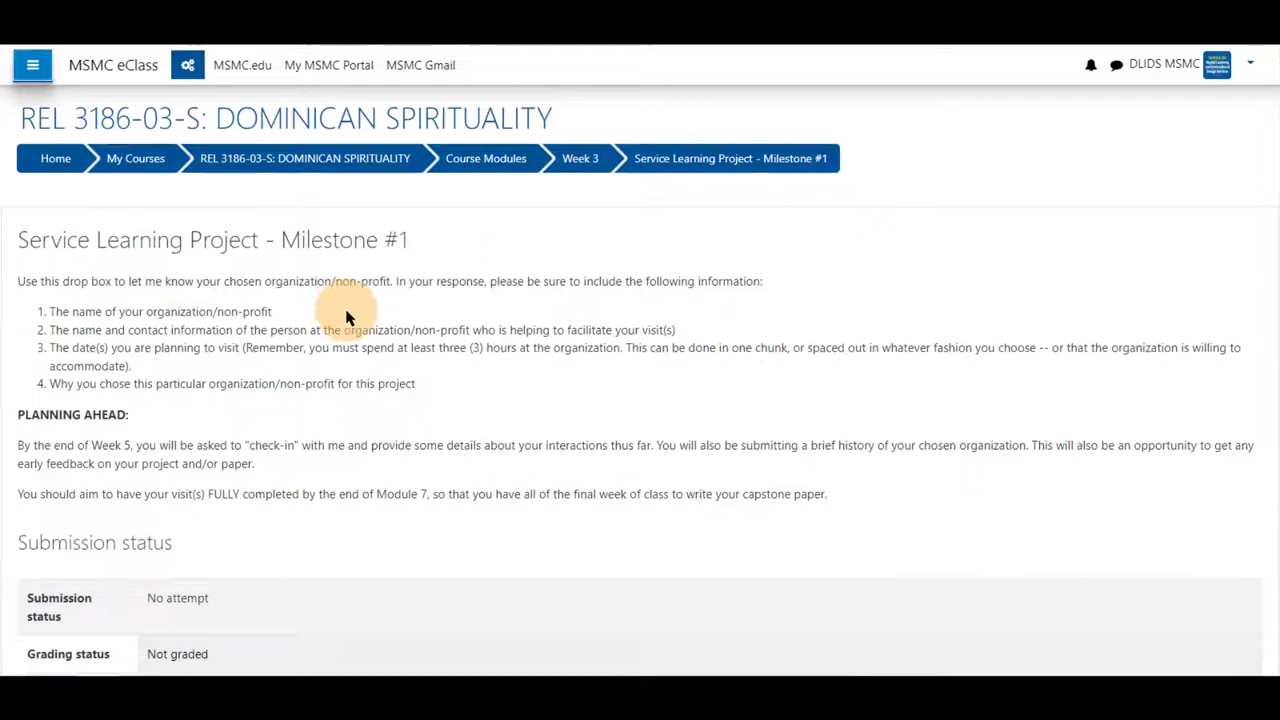 MSMC eClass MSMC.edu My MSMC Portal MSMC Gmail DLIDS MSMC
REL 3186-03-S: DOMINICAN SPIRITUALITY
Home My Courses REL 3186-03-S: DOMINICAN SPIRITUALITY Course Modules Week 3 Service Learning Project - Milestone #1
Service Learning Project - Milestone #1
Use this drop box to let me know your chosen organization/non-profit. In your response, please be sure to include the following information:
1. The name of your organization/non-profit
2. The name and contact information of the person at the organization/non-profit who is helping to facilitate your visit(s)
3. The date(s) you are planning to visit (Remember, you must spend at least three (3) hours at the organization. This can be done in one chunk, or spaced out in whatever fashion you choose -- or that the organization is willing to
accommodate).
4. Why you chose this particular organization/non-profit for this project
PLANNING AHEAD:
By the end of Week 5, you will be asked to "check-in" with me and provide some details about your interactions thus far. You will also be submitting a brief history of your chosen organization. This will also be an opportunity to get any
early feedback on your project and/or paper.
You should aim to have your visit(s) FULLY completed by the end of Module 7, so that you have all of the final week of class to write your capstone paper.
Submission status
Submission No attempt
status
Grading status Not graded